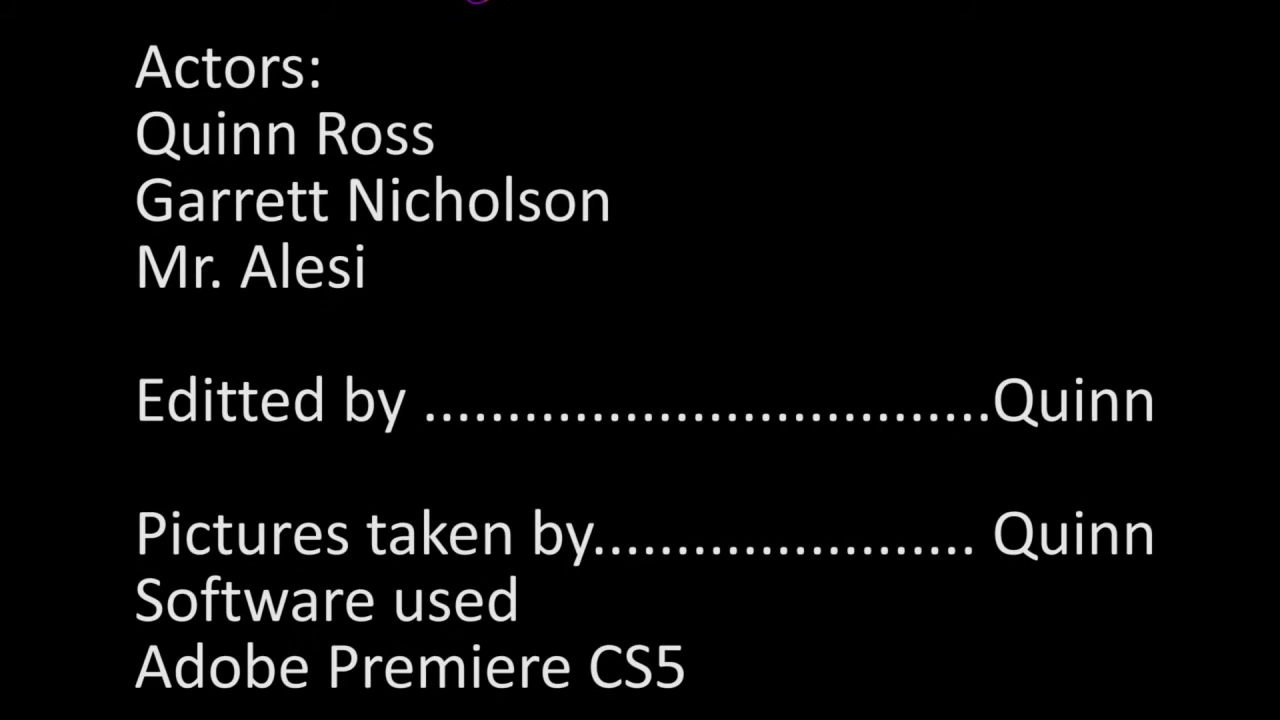 Actors:
Quinn Ross
Garrett Nicholson
Mr. Alesi
Editted by ..................................Quinn
Pictures taken by....................... Quinn
Software used
Adobe Premiere CS5